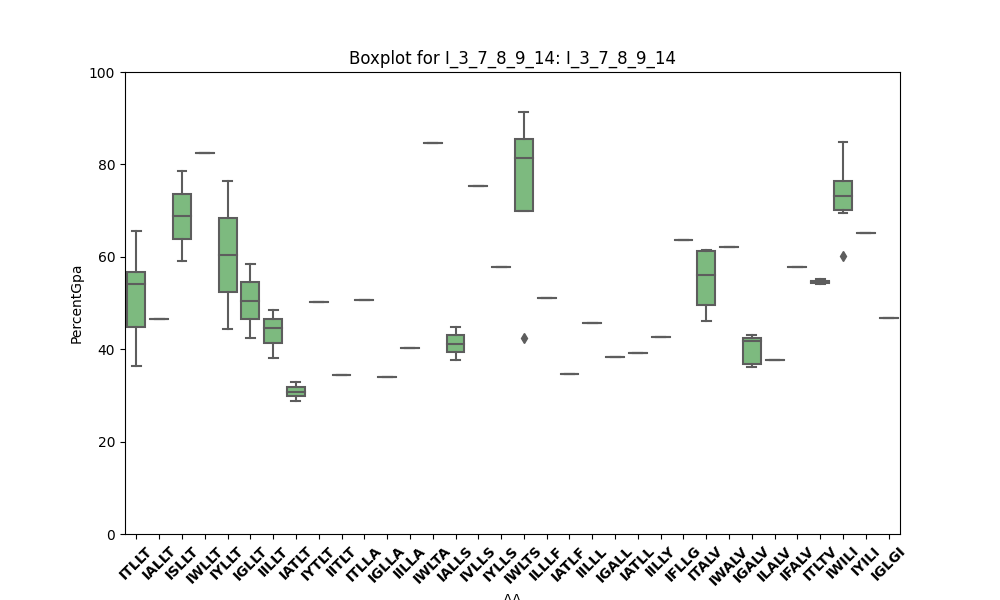 Boxplot for I_3_7_8_9_14: I_3_7_8_9_14
100
80
60
40
20
0
PercentGpa
ITLLT IALLT ISLLT IWLLT IYLLT IGLLT IILLT IATLT IYTLT IITLT ITLLA IGLLA IILLA IWLTA IALLS IVLLS IYLLS IWLTS ILLLF IATLF IILLL IGALL IATLL IILLY IFLLG ITALV IWALV IGALV ILALV IFALV ITLTV IWILI IYILI IGLGI
AA